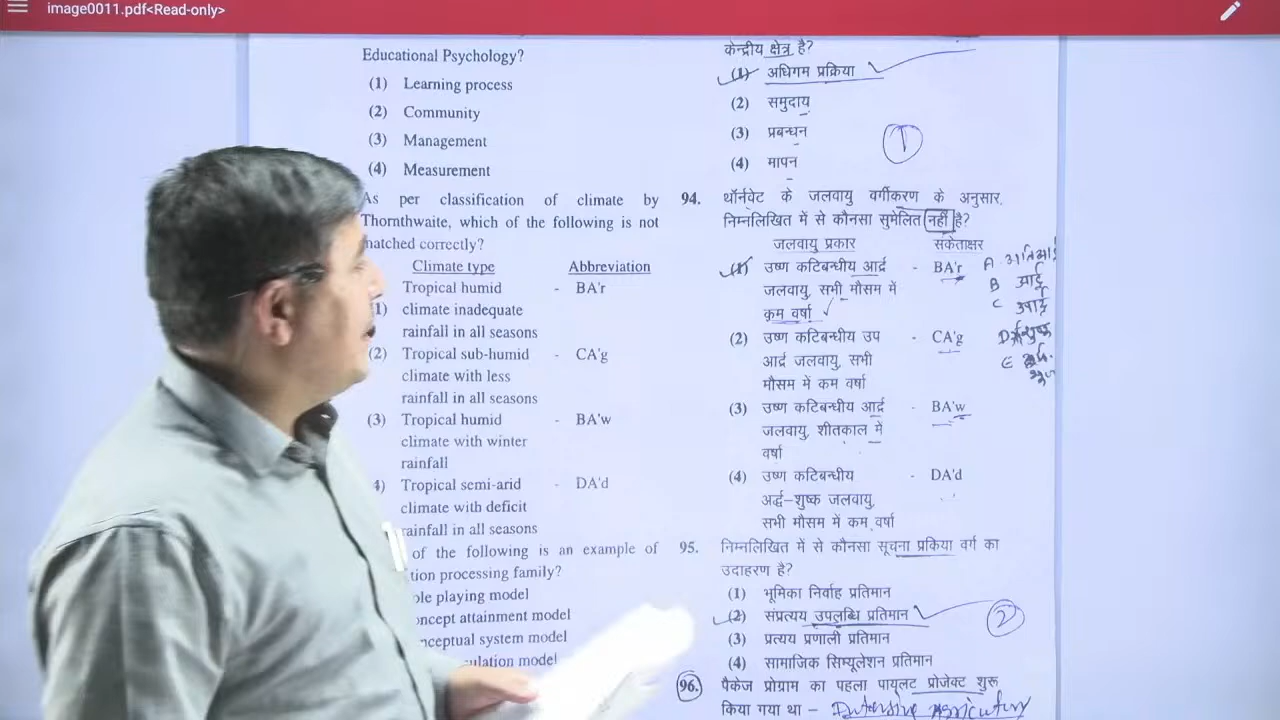 image0011.pdf<Read-only>
Educational Psychology?
(1) Learning process
(2) Community
(3) Management
(4) Measurement
As per classification of climate by
Thornthwaite, which of the following is not
matched correctly?
Climate type Abbreviation
Tropical humid - BA'r
1) climate inadequate
rainfall in all seasons
(2) Tropical sub-humid - CA'g
climate with less
rainfall in all seasons
(3) Tropical humid - BA'w
climate with winter
rainfall
4) Tropical semi-arid - DA'd
climate with deficit
rainfall in all seasons
of the following is an example of
tion processing family?
ole playing model
oncept attainment model
nceptual system model
ulation model
केन्द्रीय क्षेत्र है?
(1) अधिगम प्रक्रिया
(2) समुदाय
(3) प्रबन्धन
(4) मापन
1
94. थॉर्नवेट के जलवायु वर्गीकरण के अनुसार,
निम्नलिखित में से कौनसा सुमेलित नहीं है?
जलवायु प्रकार संकेताक्षर
(1) उष्ण कटिबन्धीय आर्द्र - BA'r
जलवायु, सभी मौसम में
कम वर्षा
(2) उष्ण कटिबन्धीय उप - CA'g
आर्द्र जलवायु, सभी
मौसम में कम वर्षा
(3) उष्ण कटिबन्धीय आर्द्र - BA'w
जलवायु, शीतकाल में
वर्षा
(4) उष्ण कटिबन्धीय - DA'd
अर्द्ध-शुष्क जलवायु,
सभी मौसम में कम वर्षा
A
B आर्द्र
C
D
E
95. निम्नलिखित में से कौनसा सूचना प्रकिया वर्ग का
उदाहरण है?
(1) भूमिका निर्वाह प्रतिमान
(2) संप्रत्यय उपलब्धि प्रतिमान
(3) प्रत्यय प्रणाली प्रतिमान
(4) सामाजिक सिम्यूलेशन प्रतिमान
2
96. पैकेज प्रोग्राम का पहला पायलट प्रोजेक्ट शुरू
किया गया था - Intensive